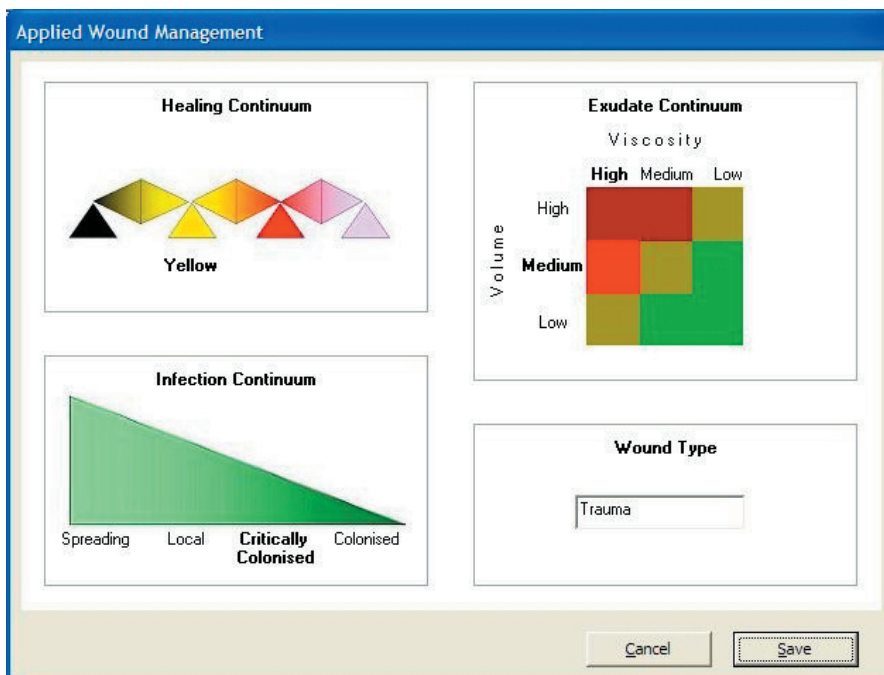 Applied Wound Management
Healing Continuum
Yellow
Exudate Continuum
Viscosity
High Medium Low
Volume
High
Medium
Low
Infection Continuum
Spreading Local Critically Colonised Colonised
Wound Type
Trauma
Cancel Save